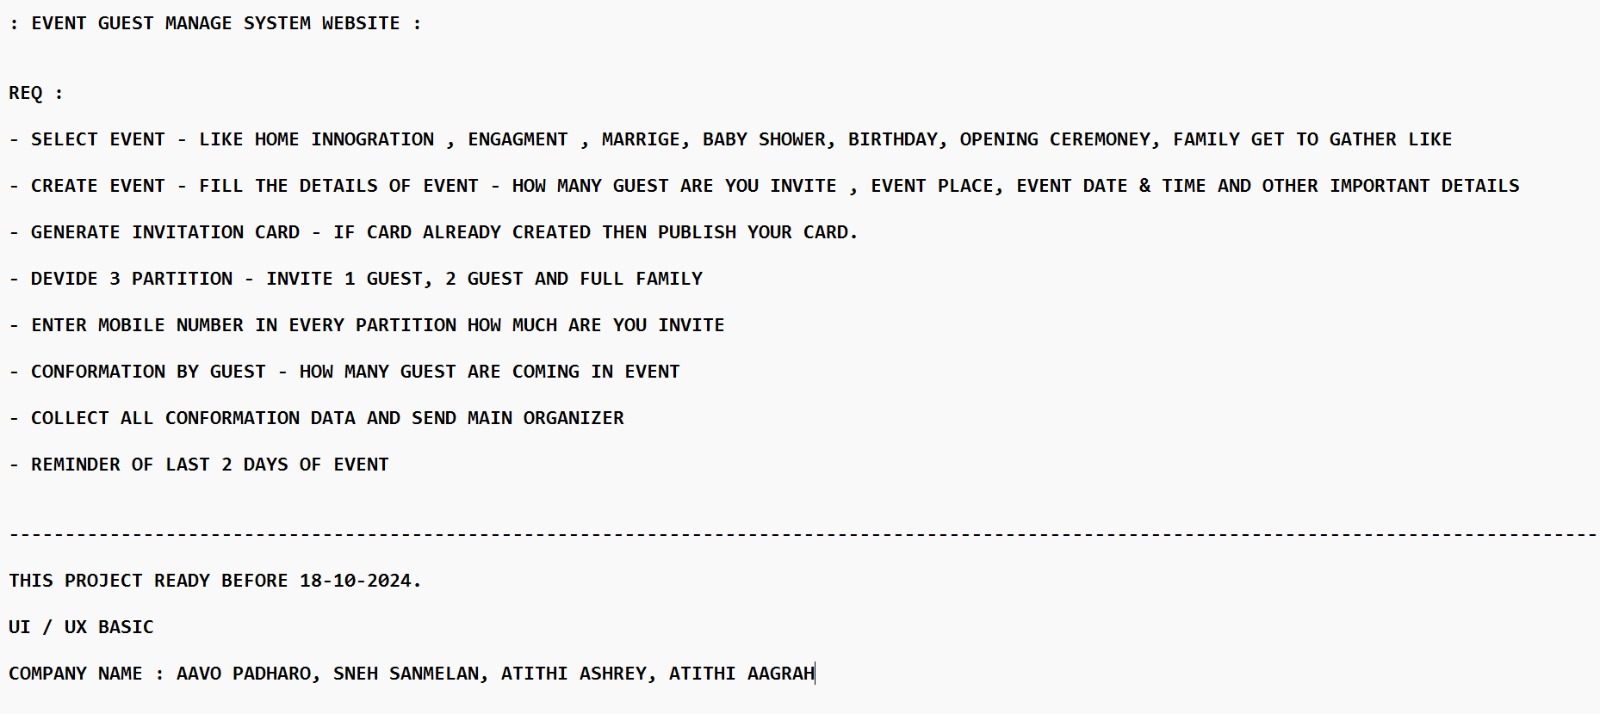 : EVENT GUEST MANAGE SYSTEM WEBSITE :
REQ :
- SELECT EVENT - LIKE HOME INNOGRATION , ENGAGMENT , MARRIGE, BABY SHOWER, BIRTHDAY, OPENING CEREMONEY, FAMILY GET TO GATHER LIKE
- CREATE EVENT - FILL THE DETAILS OF EVENT - HOW MANY GUEST ARE YOU INVITE , EVENT PLACE, EVENT DATE & TIME AND OTHER IMPORTANT DETAILS
- GENERATE INVITATION CARD - IF CARD ALREADY CREATED THEN PUBLISH YOUR CARD.
- DEVIDE 3 PARTITION - INVITE 1 GUEST, 2 GUEST AND FULL FAMILY
- ENTER MOBILE NUMBER IN EVERY PARTITION HOW MUCH ARE YOU INVITE
- CONFORMATION BY GUEST - HOW MANY GUEST ARE COMING IN EVENT
- COLLECT ALL CONFORMATION DATA AND SEND MAIN ORGANIZER
- REMINDER OF LAST 2 DAYS OF EVENT
----------------------------------------------------------------------------------------------------------------------------------------------
THIS PROJECT READY BEFORE 18-10-2024.
UI / UX BASIC
COMPANY NAME : AAVO PADHARO, SNEH SANMELAN, ATITHI ASHREY, ATITHI AAGRAH